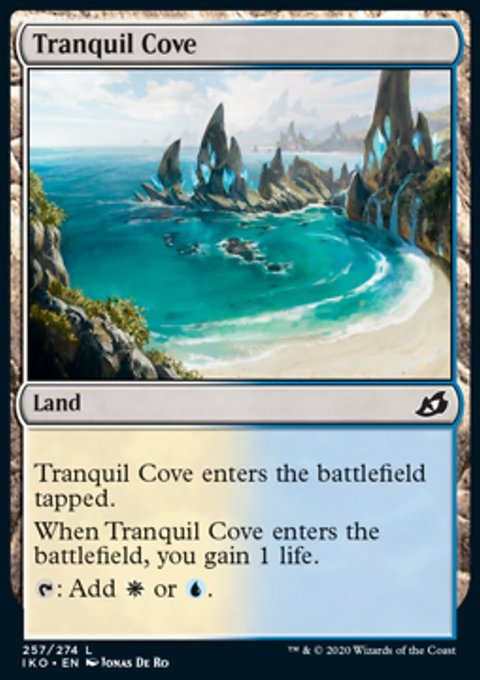 Tranquil Cove
Land
Tranquil Cove enters the battlefield
tapped.
When Tranquil Cove enters the
battlefield, you gain 1 life.
: Add or .
257/274 L
™ & © 2020 Wizards of the Coast
IKO • EN Jonas De Ro